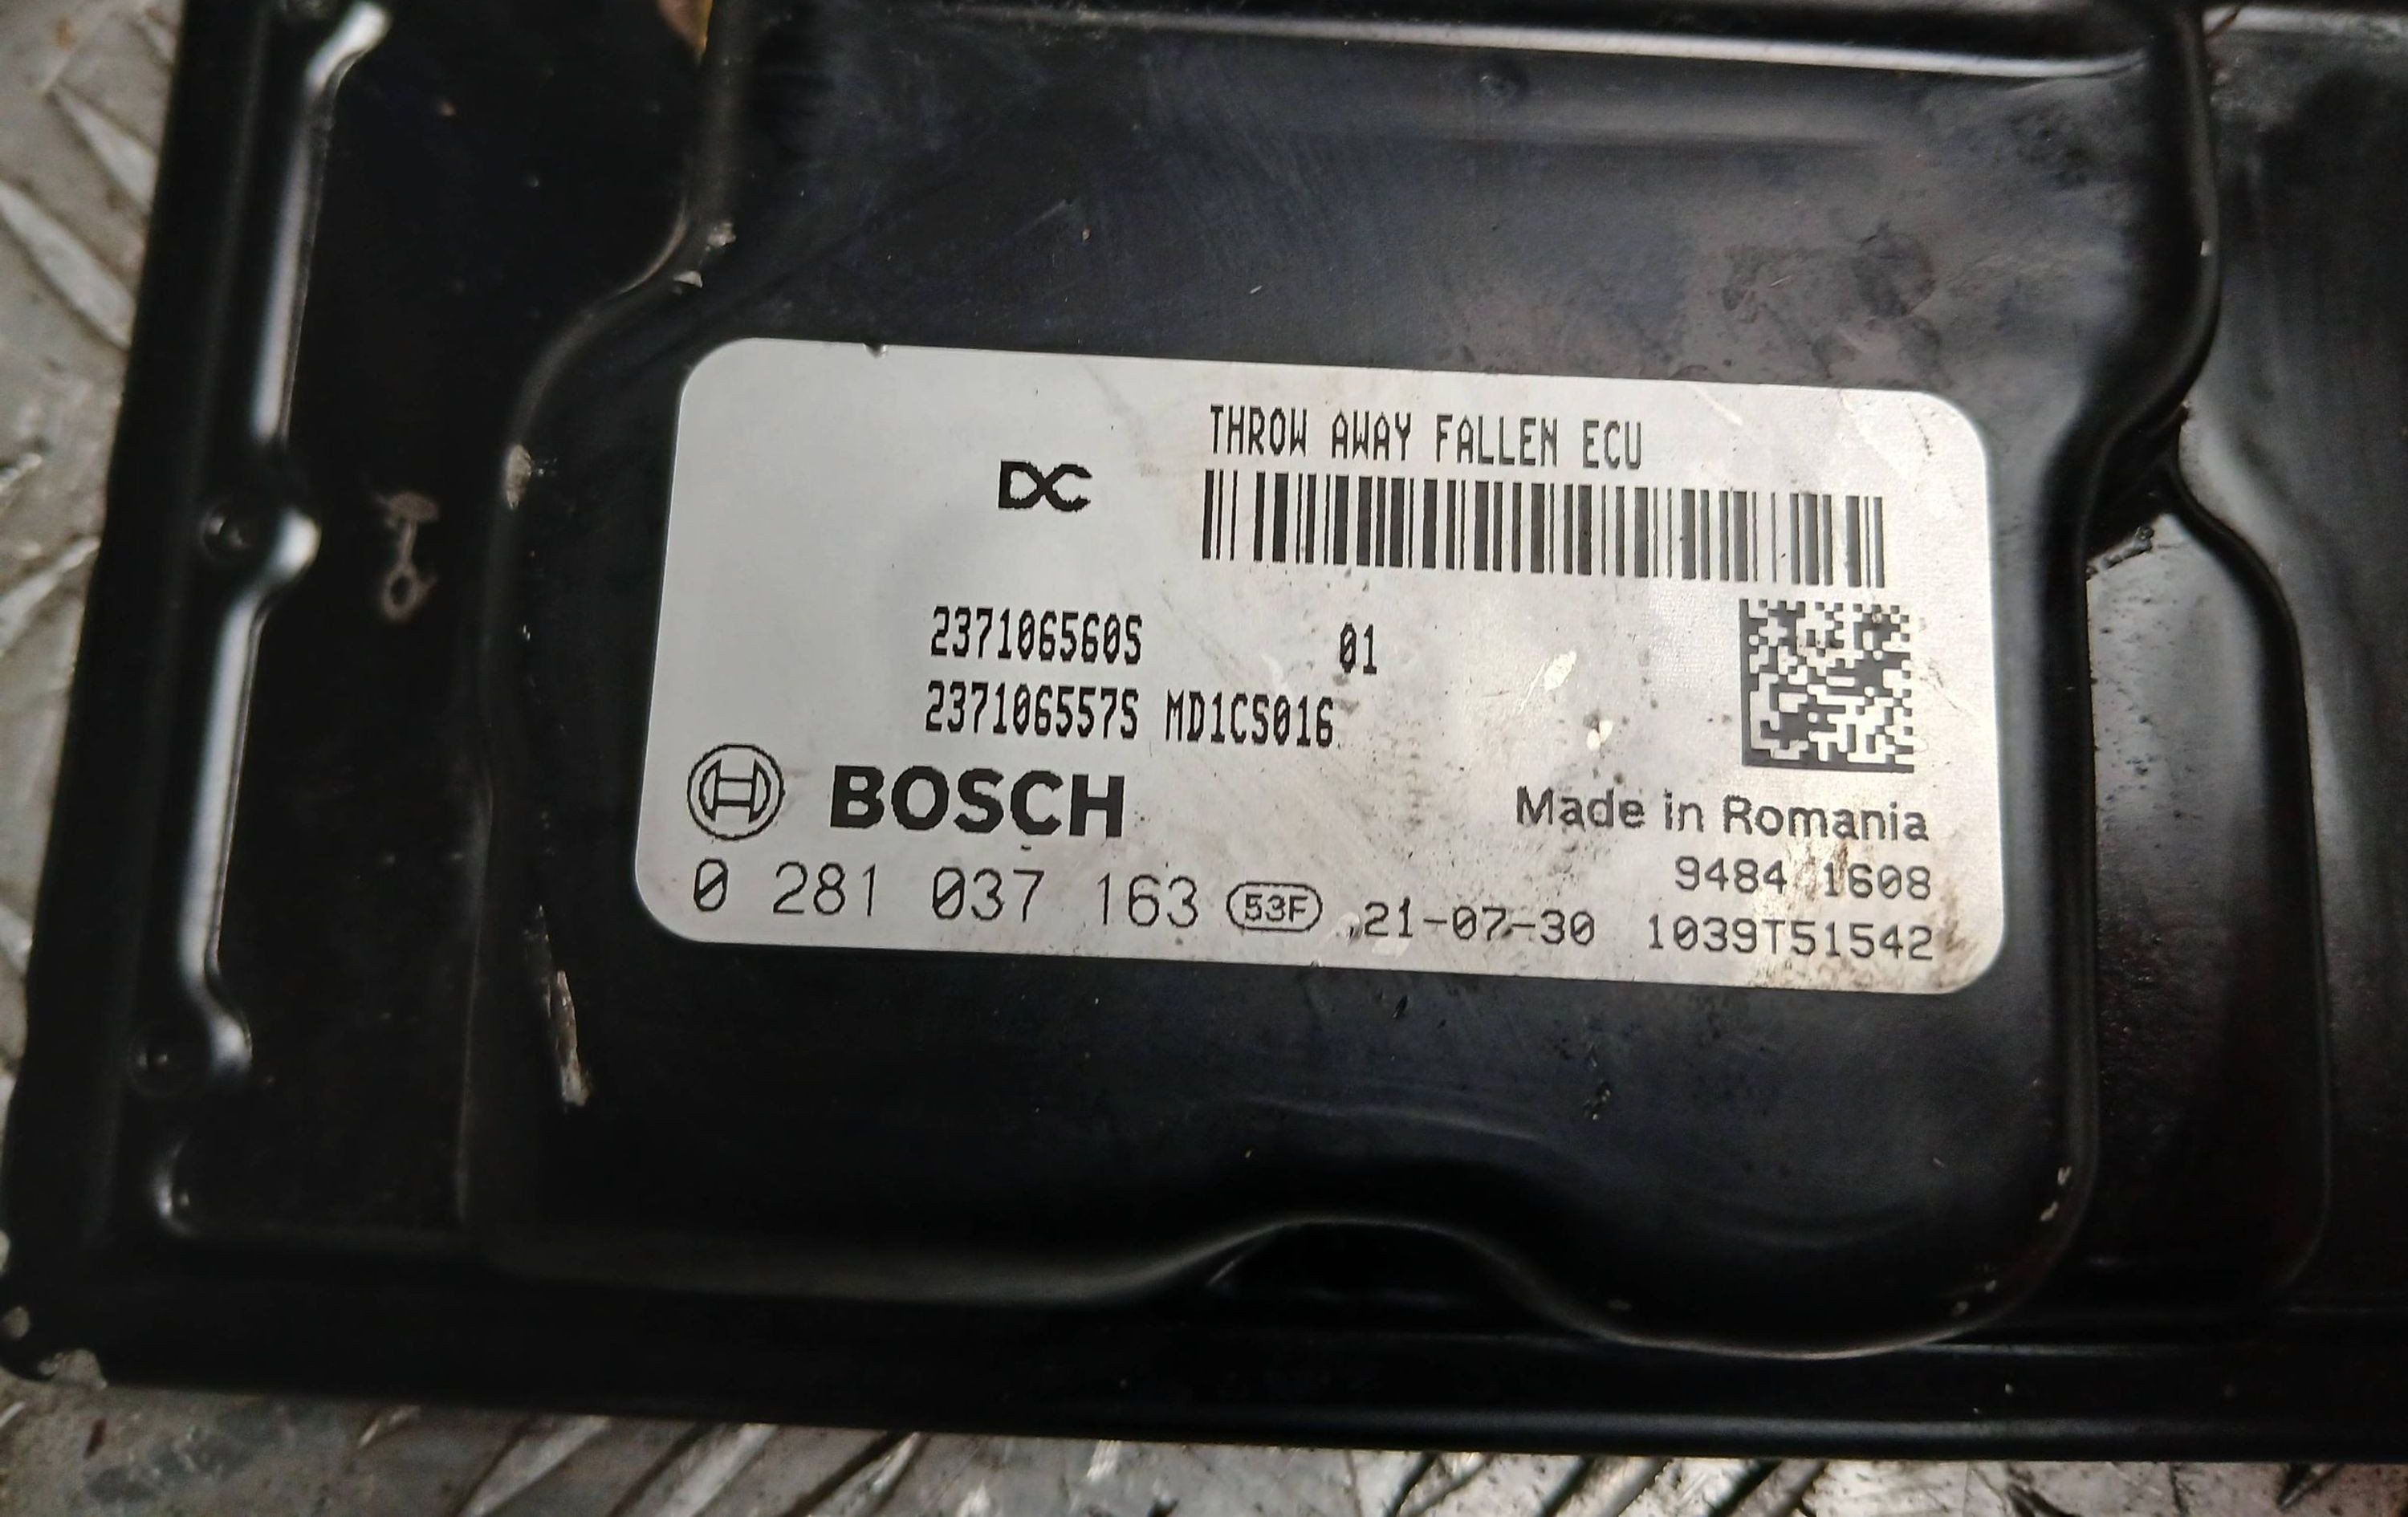 THROW AWAY FALLEN ECU
DC
237106560S 01
237106557S MD1CS016
BOSCH
Made in Romania
9484 1608
0 281 037 163 53F 21-07-30 1039T51542